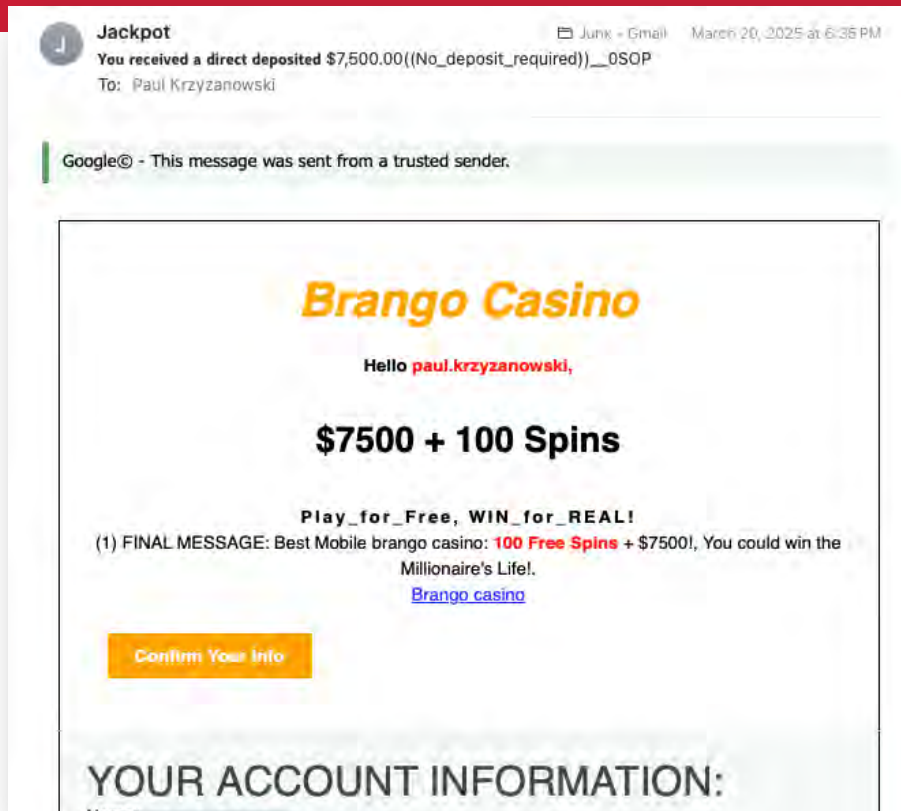 J
Jackpot
Junk - Gmail March 20, 2025 at 6:35 PM
You received a direct deposited $7,500.00((No_deposit_required))__0SOP
To: Paul Krzyzanowski
Google© - This message was sent from a trusted sender.
Brango Casino
Hello paul.krzyzanowski,
$7500 + 100 Spins
Play_for_Free, WIN_for_REAL!
(1) FINAL MESSAGE: Best Mobile brango casino: 100 Free Spins + $7500!, You could win the
Millionaire's Life!.
Brango casino
Confirm Your Info
YOUR ACCOUNT INFORMATION: